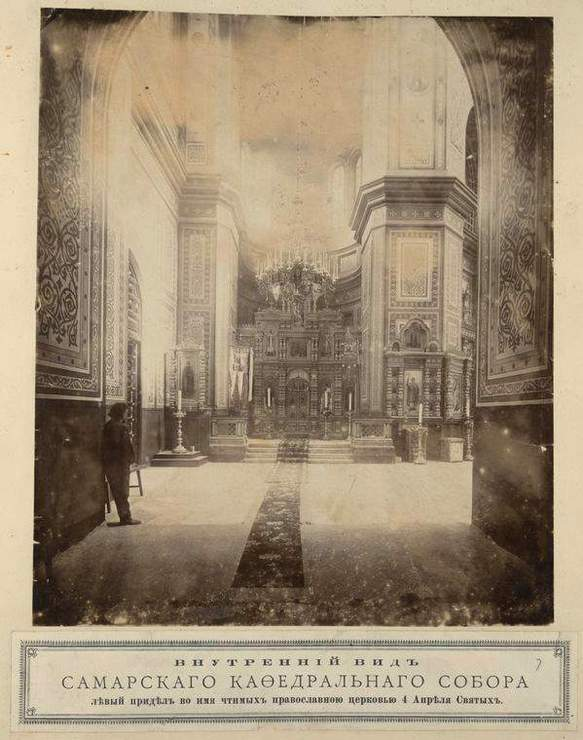 ВНУТРЕННІЙ ВИДЪ
САМАРСКАГО КАѲЕДРАЛЬНАГО СОБОРА
лѣвый придѣлъ во имя чтимыхъ православною церковью 4 Апрѣля Святыхъ.